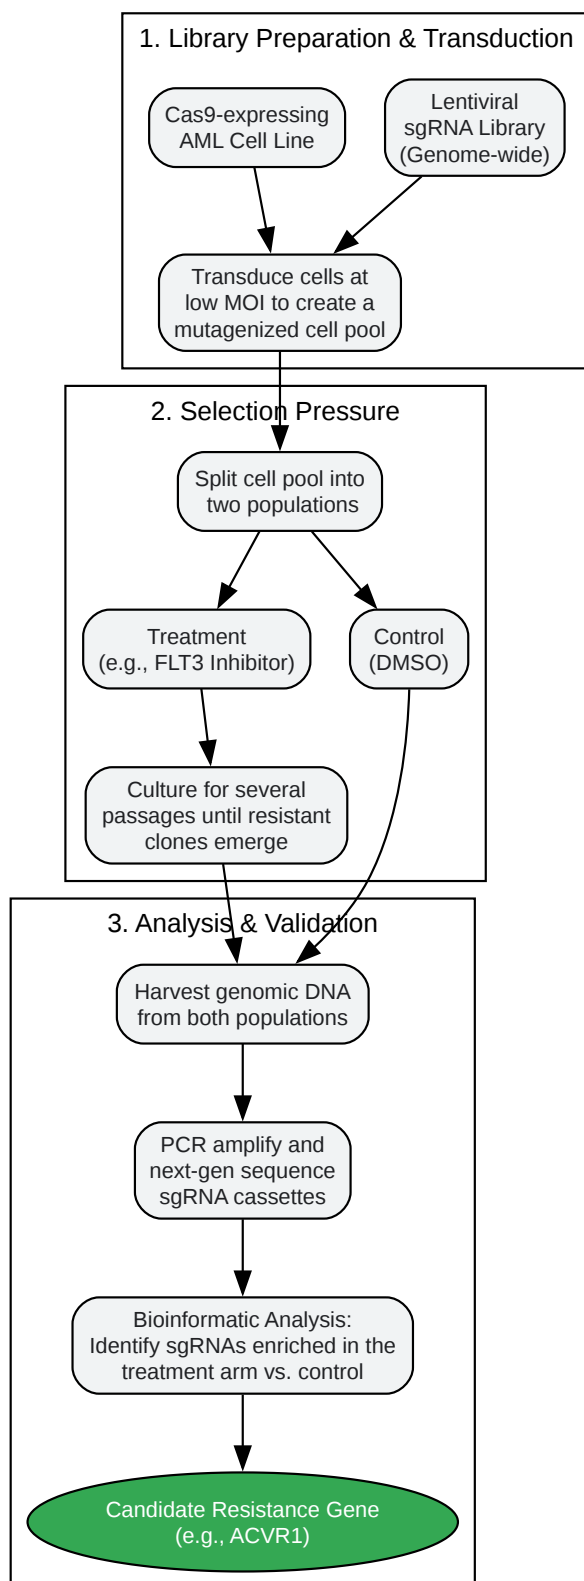 1. Library Preparation & Transduction
Cas9-expressing
AML Cell Line
Lentiviral
sgRNA Library
(Genome-wide)
Transduce cells at
low MOI to create a
mutagenized cell pool
2. Selection Pressure
Split cell pool into
two populations
Treatment
(e.g., FLT3 Inhibitor)
Control
(DMSO)
Culture for several
passages until resistant
clones emerge
3. Analysis & Validation
Harvest genomic DNA
from both populations
PCR amplify and
next-gen sequence
sgRNA cassettes
Bioinformatic Analysis:
Identify sgRNAs enriched in the
treatment arm vs. control
Candidate Resistance Gene
(e.g., ACVR1)